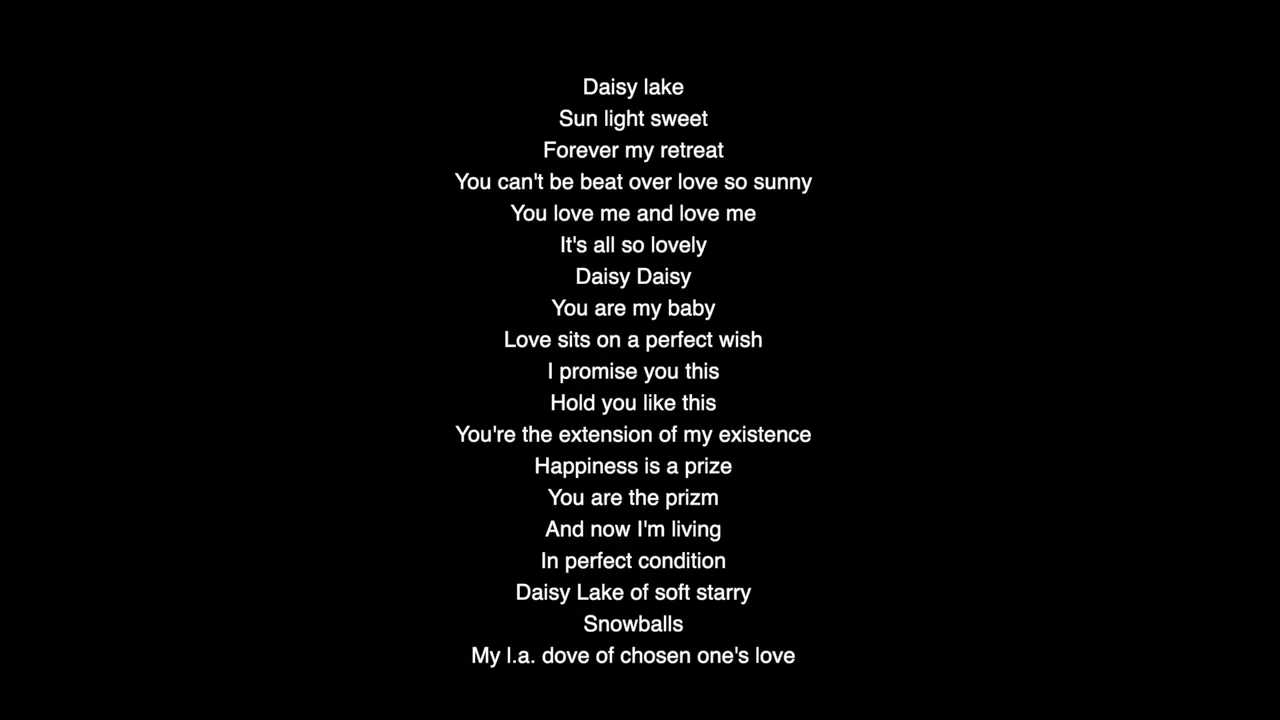 Daisy lake
Sun light sweet
Forever my retreat
You can't be beat over love so sunny
You love me and love me
It's all so lovely
Daisy Daisy
You are my baby
Love sits on a perfect wish
I promise you this
Hold you like this
You're the extension of my existence
Happiness is a prize
You are the prizm
And now I'm living
In perfect condition
Daisy Lake of soft starry
Snowballs
My l.a. dove of chosen one's love